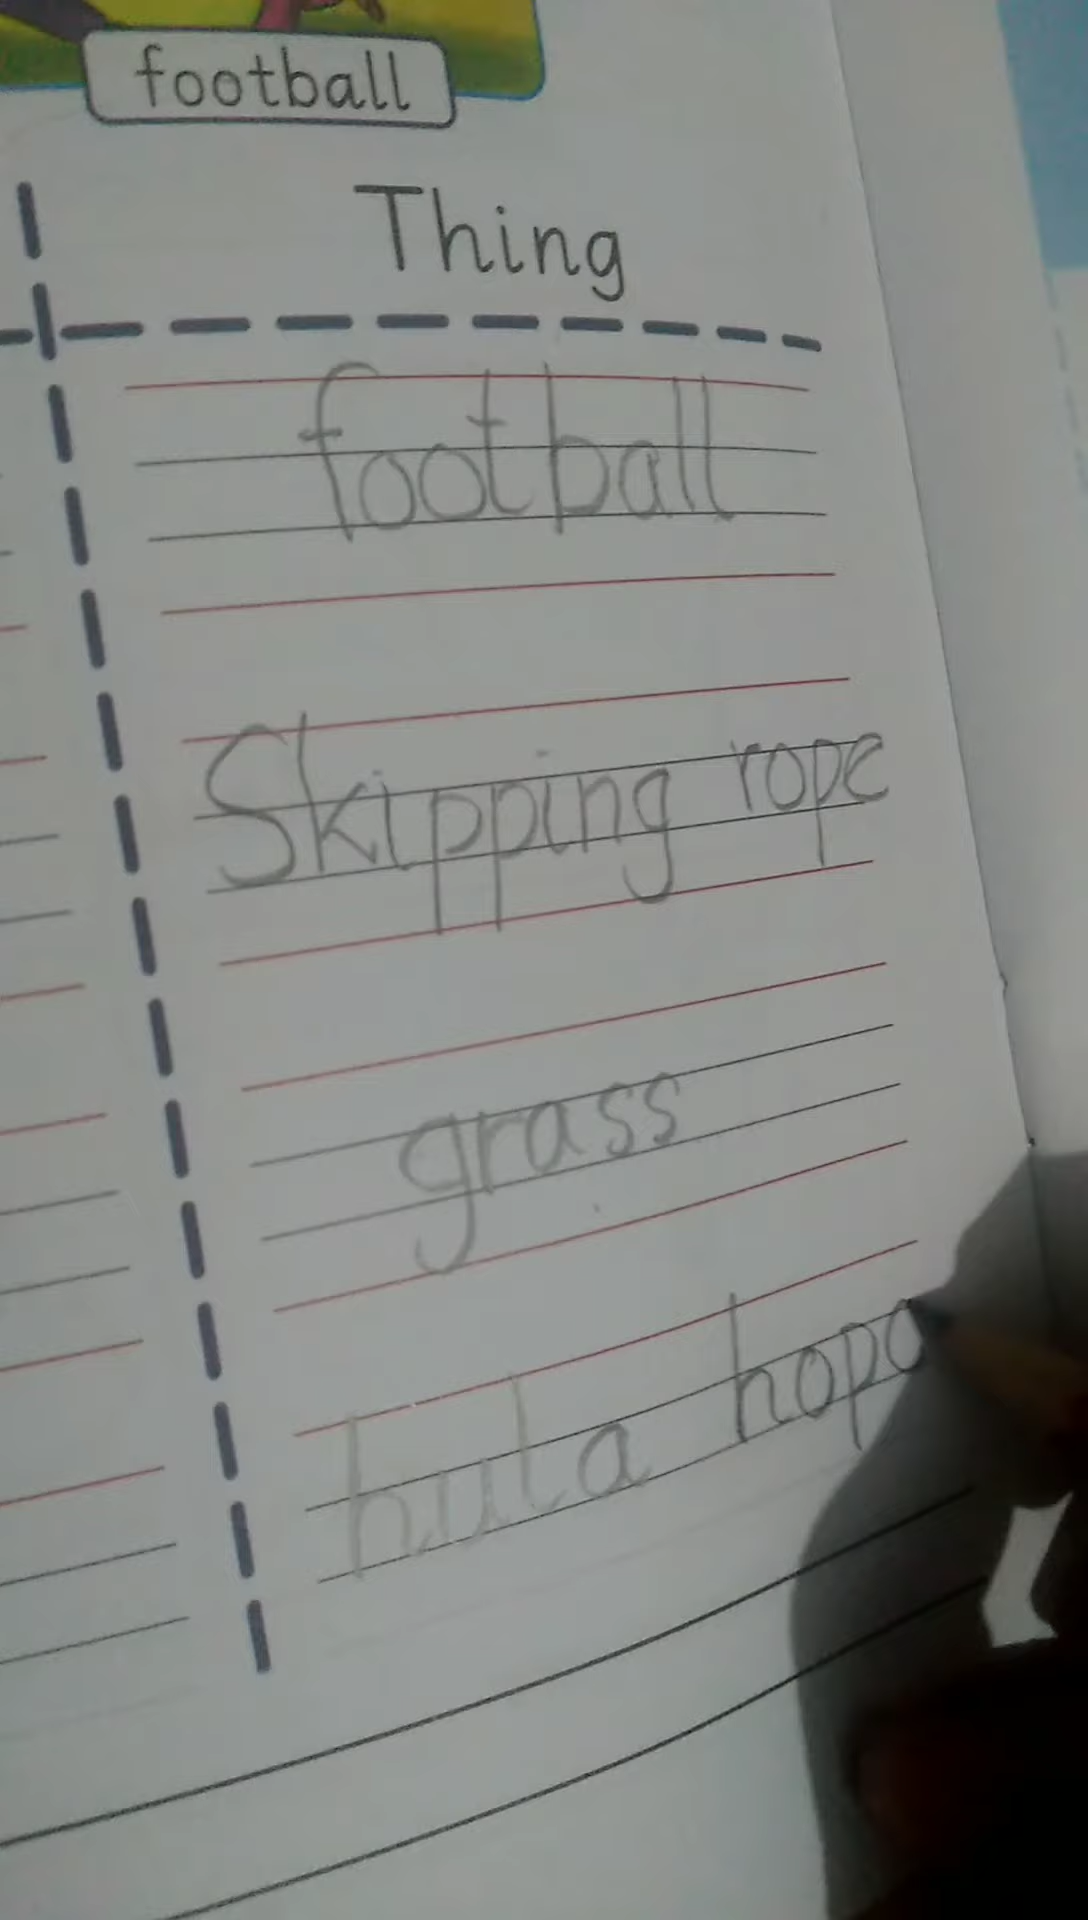 football
Thing
football
Skipping rope
grass
hula hopo